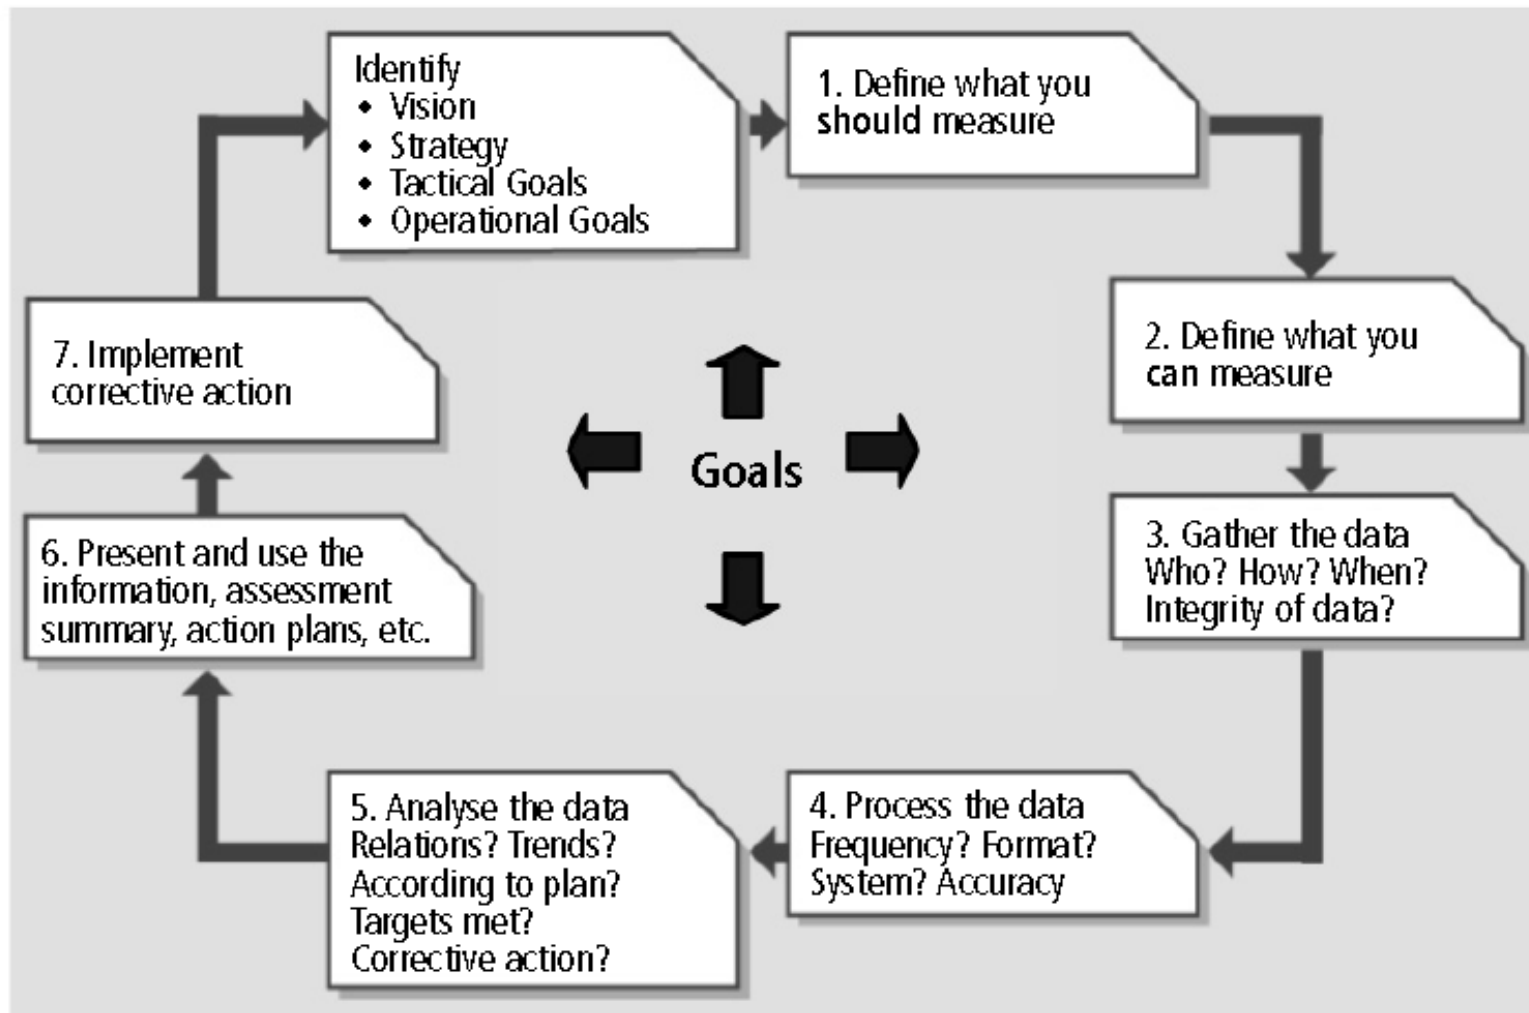 Identify
• Vision
• Strategy
• Tactical Goals
• Operational Goals
1. Define what you
should measure
2. Define what you
can measure
3. Gather the data
Who? How? When?
Integrity of data?
4. Process the data
Frequency? Format?
System? Accuracy
5. Analyse the data
Relations? Trends?
According to plan?
Targets met?
Corrective action?
6. Present and use the
information, assessment
summary, action plans, etc.
7. Implement
corrective action
Goals